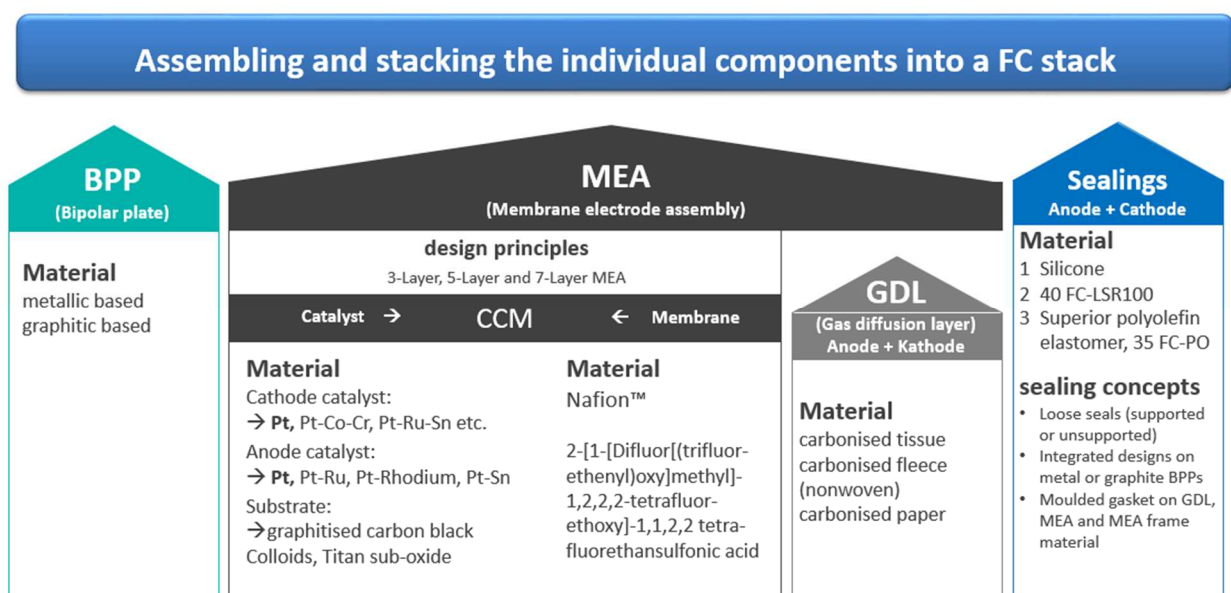 Assembling and stacking the individual components into a FC stack
BPP
(Bipolar plate)
Material
metallic based
graphitic based
MEA
(Membrane electrode assembly)
design principles
3-Layer, 5-Layer and 7-Layer MEA
Catalyst → CCM ← Membrane
Material
Cathode catalyst:
→ Pt, Pt-Co-Cr, Pt-Ru-Sn etc.
Anode catalyst:
→ Pt, Pt-Ru, Pt-Rhodium, Pt-Sn
Substrate:
→graphitised carbon black
Colloids, Titan sub-oxide
Material
Nafion™
2-[1-[Difluor[(trifluor-
ethenyl)oxy]methyl]-
1,2,2,2-tetrafluor-
ethoxy]-1,1,2,2 tetra-
fluorethansulfonic acid
GDL
(Gas diffusion layer)
Anode + Kathode
Material
carbonised tissue
carbonised fleece
(nonwoven)
carbonised paper
Sealings
Anode + Cathode
Material
1 Silicone
2 40 FC-LSR100
3 Superior polyolefin
elastomer, 35 FC-PO
sealing concepts
• Loose seals (supported
or unsupported)
• Integrated designs on
metal or graphite BPPs
• Moulded gasket on GDL,
MEA and MEA frame
material